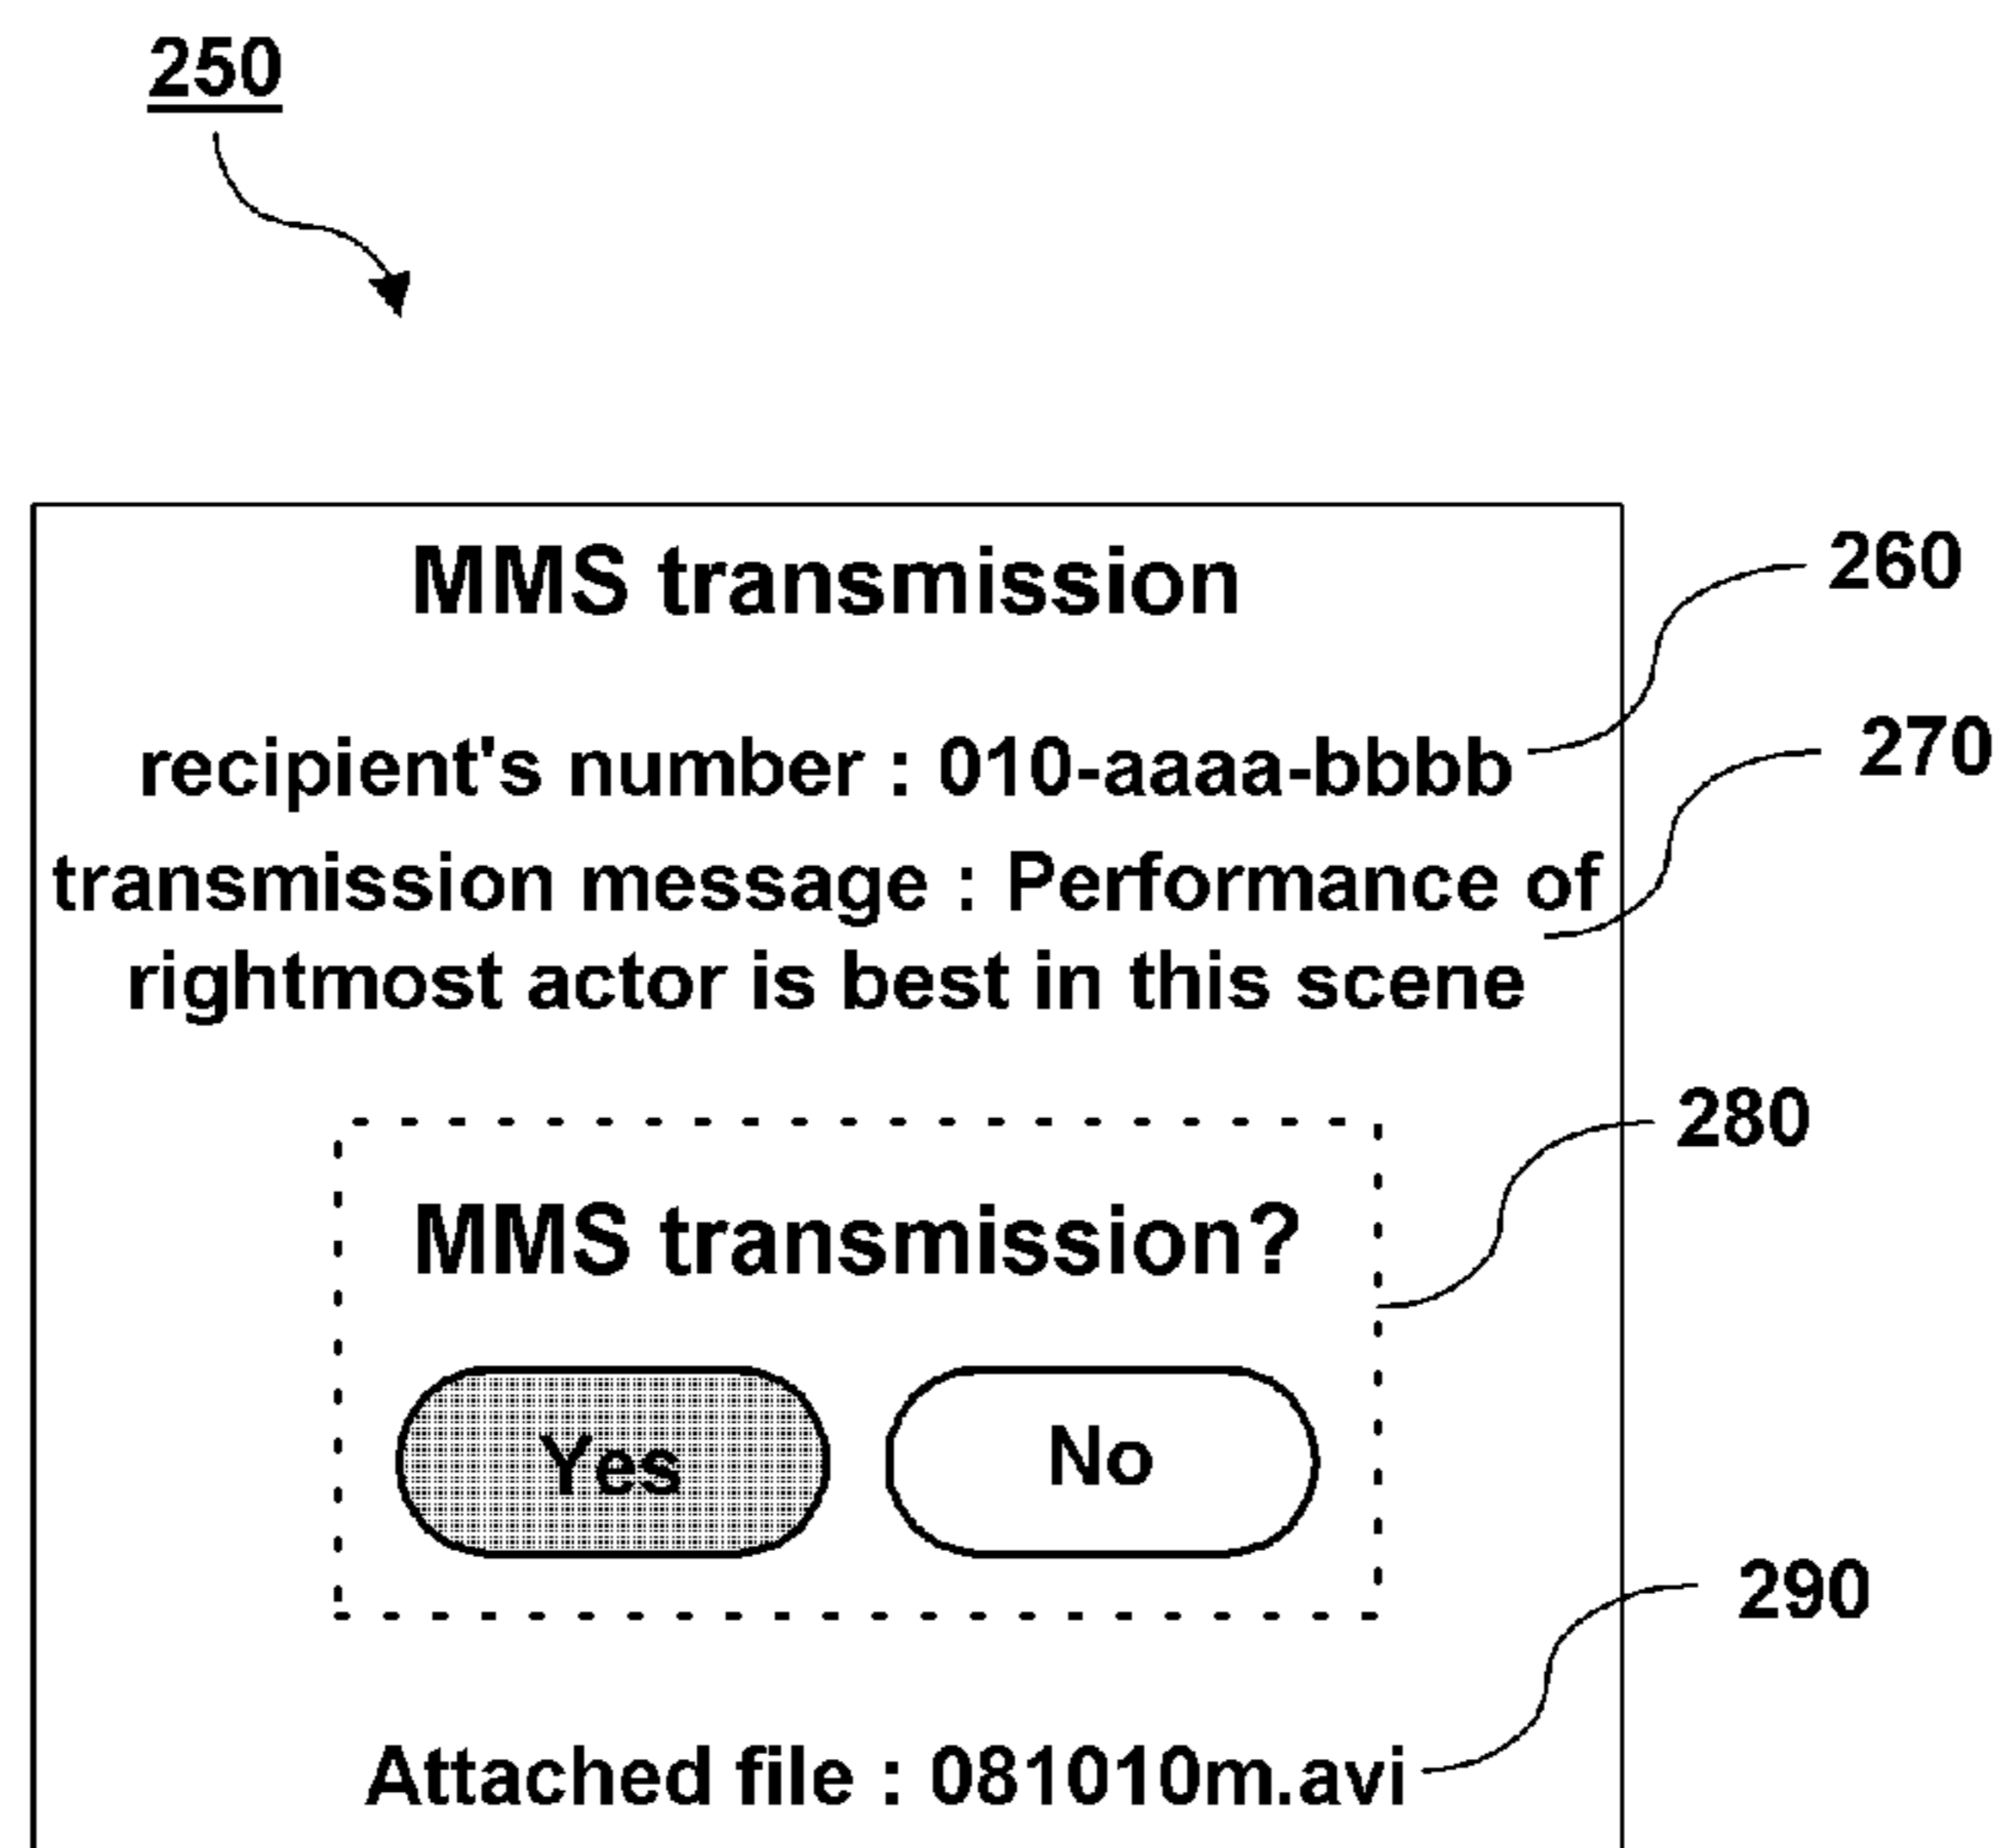 250
MMS transmission
260
recipient's number : 010-aaaa-bbbb
270
transmission message : Performance of
rightmost actor is best in this scene
280
MMS transmission?
Yes
No
290
Attached file : 081010m.avi